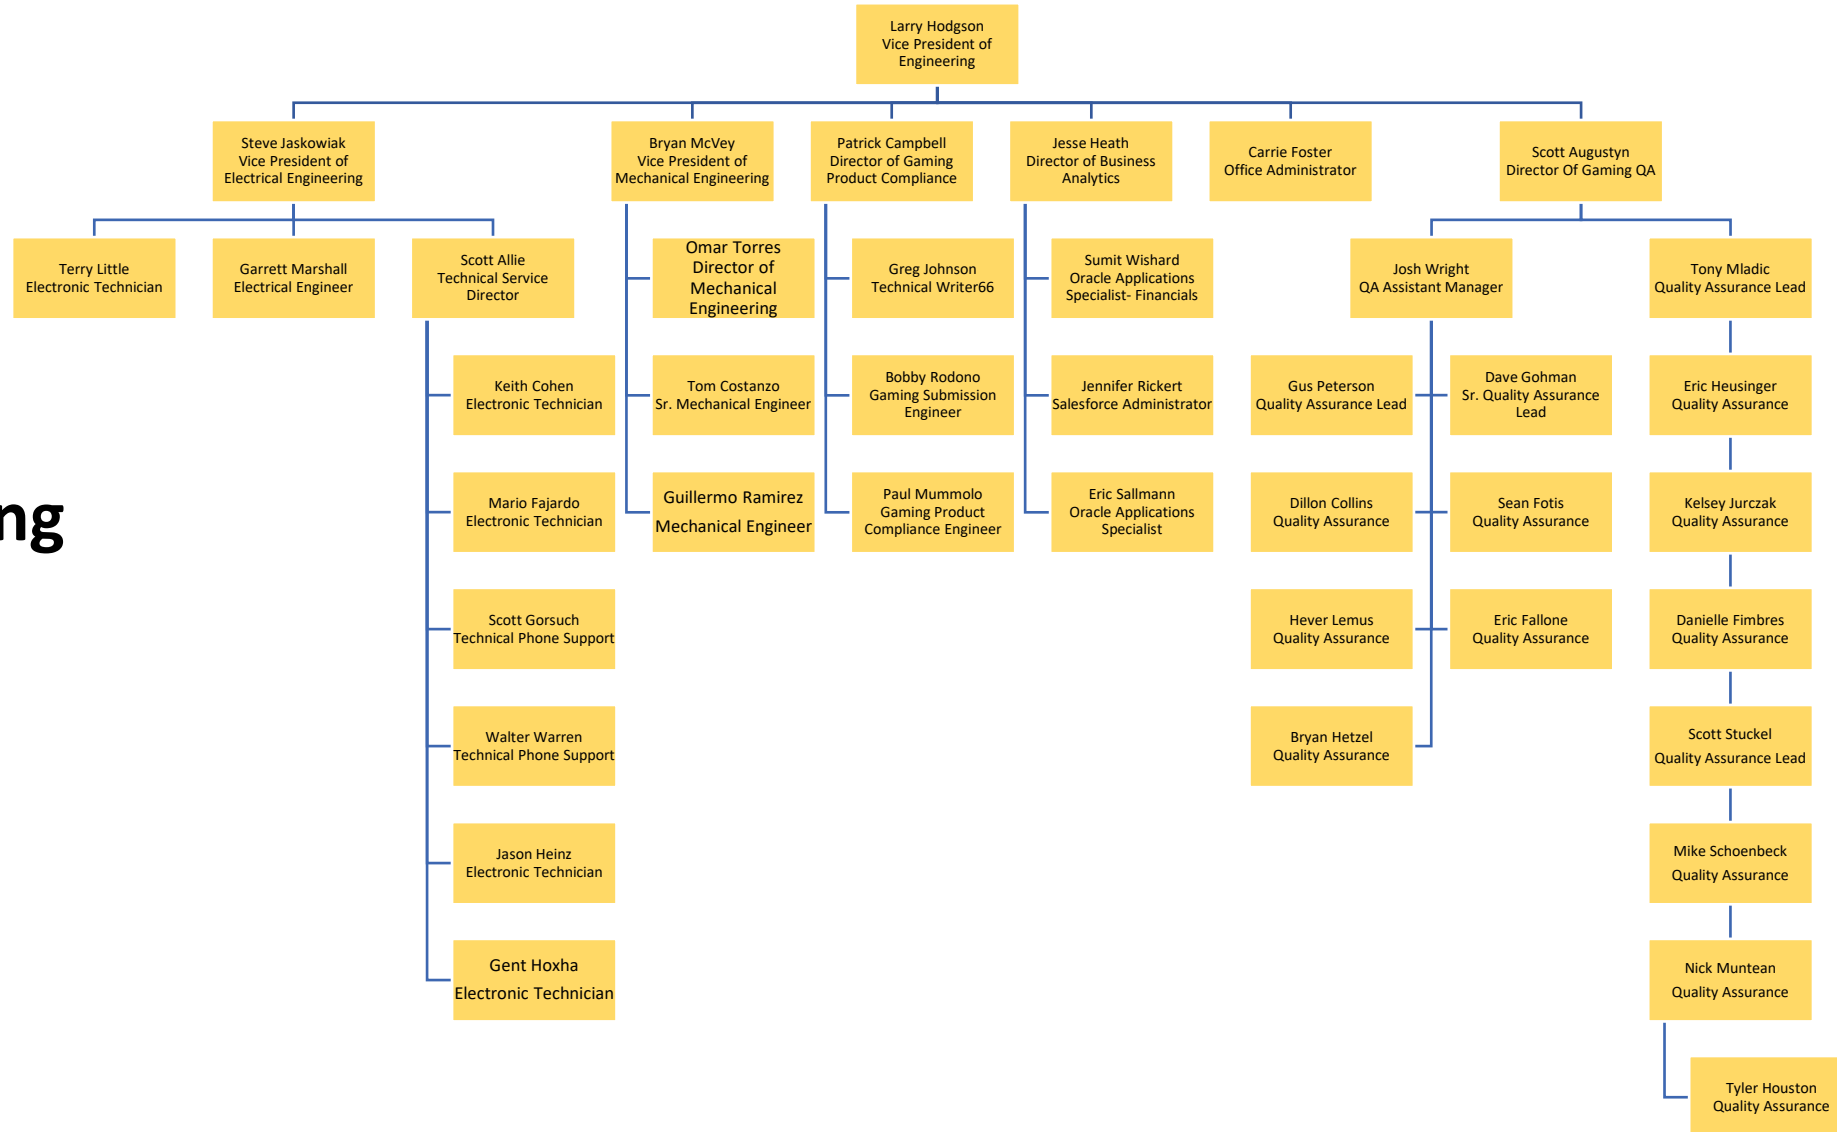 Larry Hodgson
Vice President of
Engineering
Steve Jaskowiak
Vice President of
Electrical Engineering
Bryan McVey
Vice President of
Mechanical Engineering
Patrick Campbell
Director of Gaming
Product Compliance
Jesse Heath
Director of Business
Analytics
Carrie Foster
Office Administrator
Scott Augustyn
Director Of Gaming QA
Terry Little
Electronic Technician
Garrett Marshall
Electrical Engineer
Scott Allie
Technical Service
Director
Omar Torres
Director of
Mechanical
Engineering
Greg Johnson
Technical Writer66
Sumit Wishard
Oracle Applications
Specialist- Financials
Josh Wright
QA Assistant Manager
Tony Mladic
Quality Assurance Lead
Keith Cohen
Electronic Technician
Tom Costanzo
Sr. Mechanical Engineer
Bobby Rodono
Gaming Submission
Engineer
Jennifer Rickert
Salesforce Administrator
Gus Peterson
Quality Assurance Lead
Dave Gohman
Sr. Quality Assurance
Lead
Eric Heusinger
Quality Assurance
ng
Mario Fajardo
Electronic Technician
Guillermo Ramirez
Mechanical Engineer
Paul Mummolo
Gaming Product
Compliance Engineer
Eric Sallmann
Oracle Applications
Specialist
Dillon Collins
Quality Assurance
Sean Fotis
Quality Assurance
Kelsey Jurczak
Quality Assurance
Scott Gorsuch
Technical Phone Support
Hever Lemus
Quality Assurance
Eric Fallone
Quality Assurance
Danielle Fimbres
Quality Assurance
Walter Warren
Technical Phone Support
Bryan Hetzel
Quality Assurance
Scott Stuckel
Quality Assurance Lead
Jason Heinz
Electronic Technician
Mike Schoenbeck
Quality Assurance
Gent Hoxha
Electronic Technician
Nick Muntean
Quality Assurance
Tyler Houston
Quality Assurance